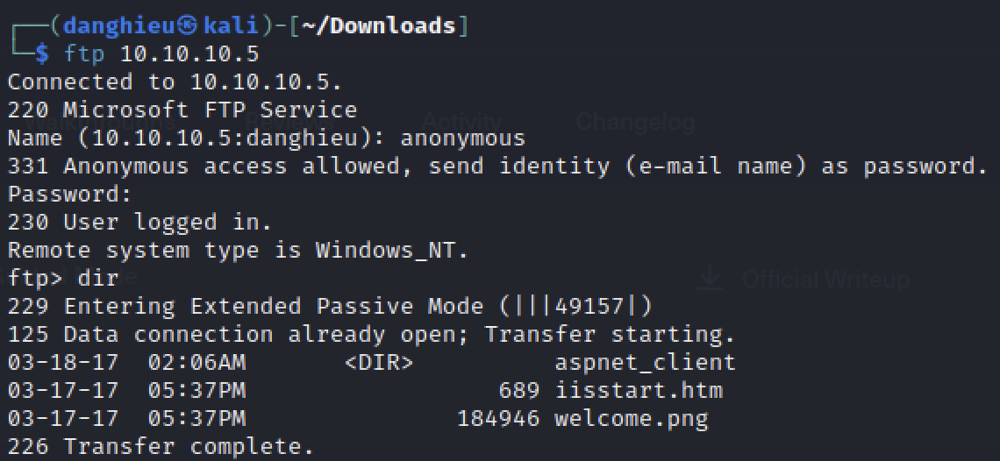 ┌──(danghieu㉿kali)-[~/Downloads]
└─$ ftp 10.10.10.5
Connected to 10.10.10.5.
220 Microsoft FTP Service
Activity Changelog
Name (10.10.10.5:danghieu): anonymous
331 Anonymous access allowed, send identity (e-mail name) as password.
Password:
230 User logged in.
Remote system type is Windows_NT.
ftp> dir
Official Writeup
229 Entering Extended Passive Mode (|||49157|)
125 Data connection already open; Transfer starting.
03-18-17  02:06AM       <DIR>          aspnet_client
03-17-17  05:37PM                  689 iisstart.htm
03-17-17  05:37PM               184946 welcome.png
226 Transfer complete.